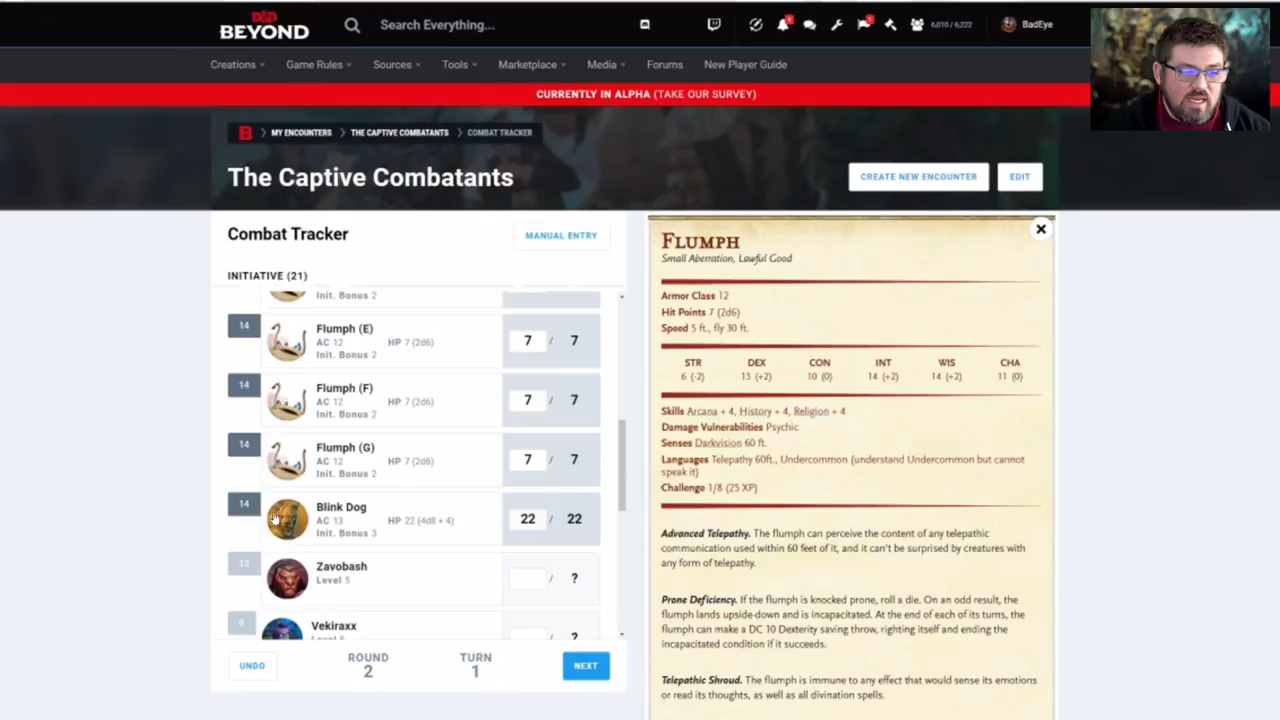 D&D
BEYOND
Search Everything...
6,010 / 6,222
BadEye
Creations
Game Rules
Sources
Tools
Marketplace
Media
Forums
New Player Guide
CURRENTLY IN ALPHA (TAKE OUR SURVEY)
B
MY ENCOUNTERS
THE CAPTIVE COMBATANTS
COMBAT TRACKER
The Captive Combatants
CREATE NEW ENCOUNTER
EDIT
Combat Tracker
MANUAL ENTRY
INITIATIVE (21)
Init. Bonus 2
14
Flumph (E)
AC 12 HP 7 (2d6)
Init. Bonus 2
7 / 7
14
Flumph (F)
AC 12 HP 7 (2d6)
Init. Bonus 2
7 / 7
14
Flumph (G)
AC 12 HP 7 (2d6)
Init. Bonus 2
7 / 7
14
Blink Dog
AC 13 HP 22 (4d8 + 4)
Init. Bonus 3
22 / 22
13
Zavobash
Level 5
/ ?
Vekiraxx
/ ?
UNDO
ROUND
2
TURN
1
NEXT
FLUMPH
Small Aberration, Lawful Good
Armor Class 12
Hit Points 7 (2d6)
Speed 5 ft., fly 30 ft.
STR DEX CON INT WIS CHA
6 (-2) 15 (+2) 10 (0) 14 (+2) 14 (+2) 11 (0)
Skills Arcana + 4, History + 4, Religion + 4
Damage Vulnerabilities Psychic
Senses Darkvision 60 ft.
Languages Telepathy 60ft., Undercommon (understand Undercommon but cannot
speak it)
Challenge 1/8 (25 XP)
Advanced Telepathy. The flumph can perceive the content of any telepathic
communication used within 60 feet of it, and it can't be surprised by creatures with
any form of telepathy.
Prone Deficiency. If the flumph is knocked prone, roll a die. On an odd result, the
flumph lands upside-down and is incapacitated. At the end of each of its turns, the
flumph can make a DC 10 Dexterity saving throw, righting itself and ending the
incapacitated condition if it succeeds.
Telepathic Shroud. The flumph is immune to any effect that would sense its emotions
or read its thoughts, as well as all divination spells.